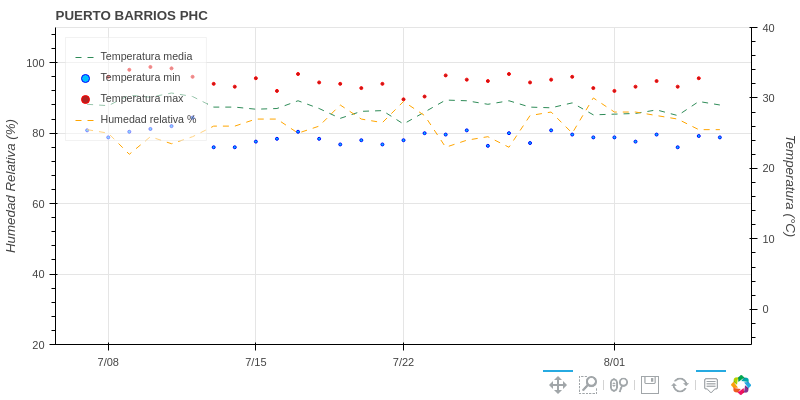 PUERTO BARRIOS PHC
Temperatura media
Temperatura min
Temperatura max
Humedad relativa %
Humedad Relativa (%)
100
80
60
40
20
Temperatura (°C)
40
30
20
10
0
7/08
7/15
7/22
8/01